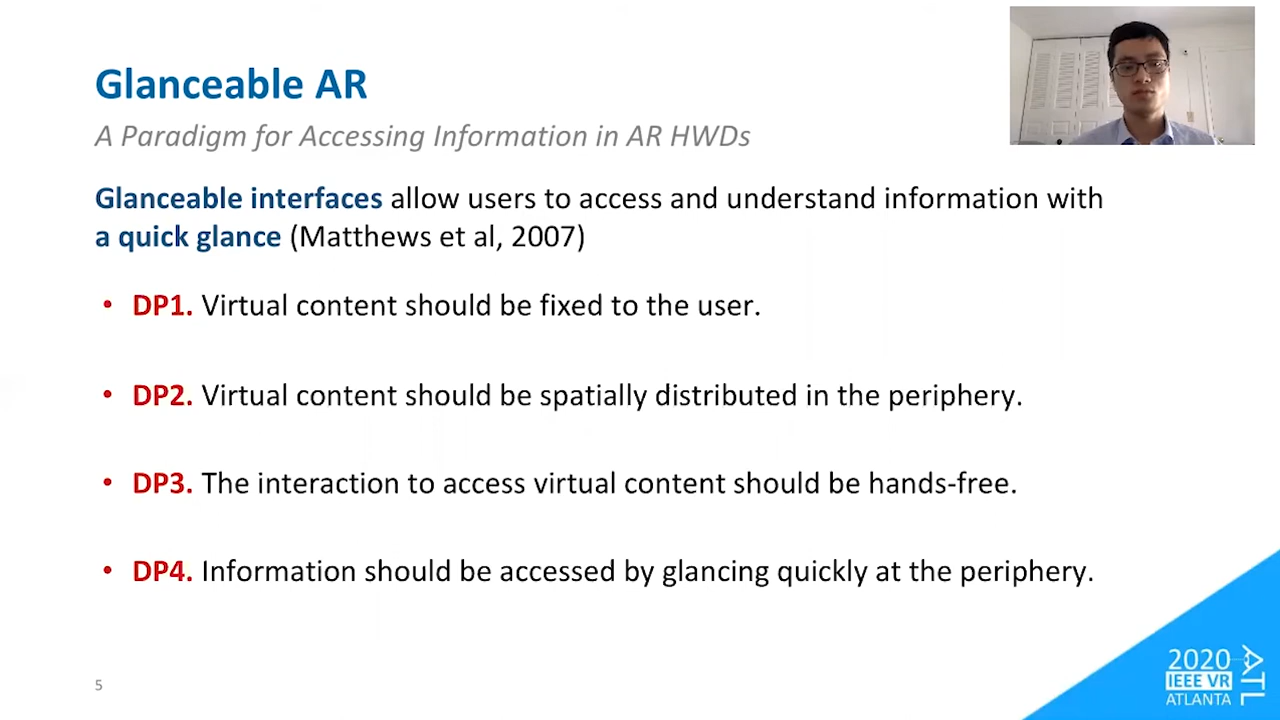 Glanceable AR
A Paradigm for Accessing Information in AR HWDs
Glanceable interfaces allow users to access and understand information with
a quick glance (Matthews et al, 2007)
• DP1. Virtual content should be fixed to the user.
• DP2. Virtual content should be spatially distributed in the periphery.
• DP3. The interaction to access virtual content should be hands-free.
• DP4. Information should be accessed by glancing quickly at the periphery.
5
2020
IEEE VR
ATLANTA
ATL